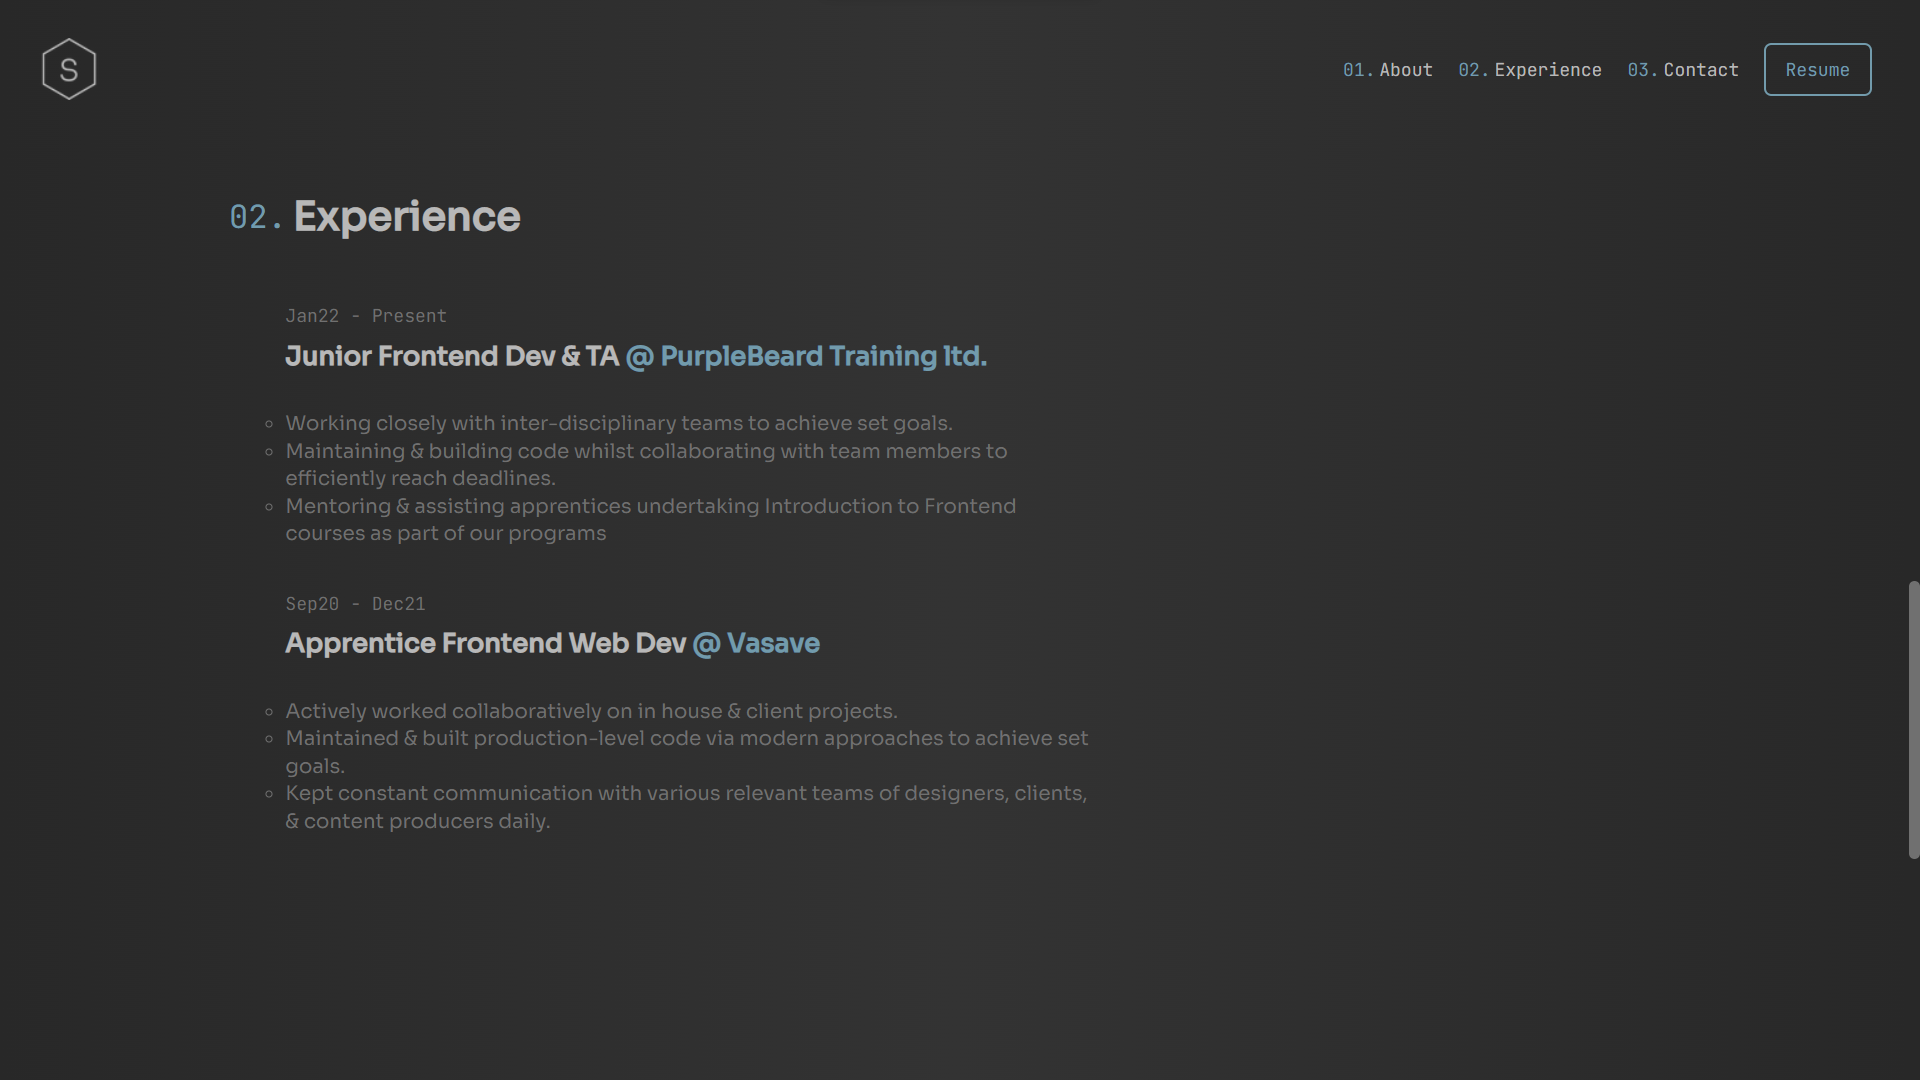 S
01. About 02. Experience 03. Contact Resume
02. Experience
Jan22 - Present
Junior Frontend Dev & TA @ PurpleBeard Training ltd.
Working closely with inter-disciplinary teams to achieve set goals.
Maintaining & building code whilst collaborating with team members to
efficiently reach deadlines.
Mentoring & assisting apprentices undertaking Introduction to Frontend
courses as part of our programs
Sep20 - Dec21
Apprentice Frontend Web Dev @ Vasave
Actively worked collaboratively on in house & client projects.
Maintained & built production-level code via modern approaches to achieve set
goals.
Kept constant communication with various relevant teams of designers, clients,
& content producers daily.